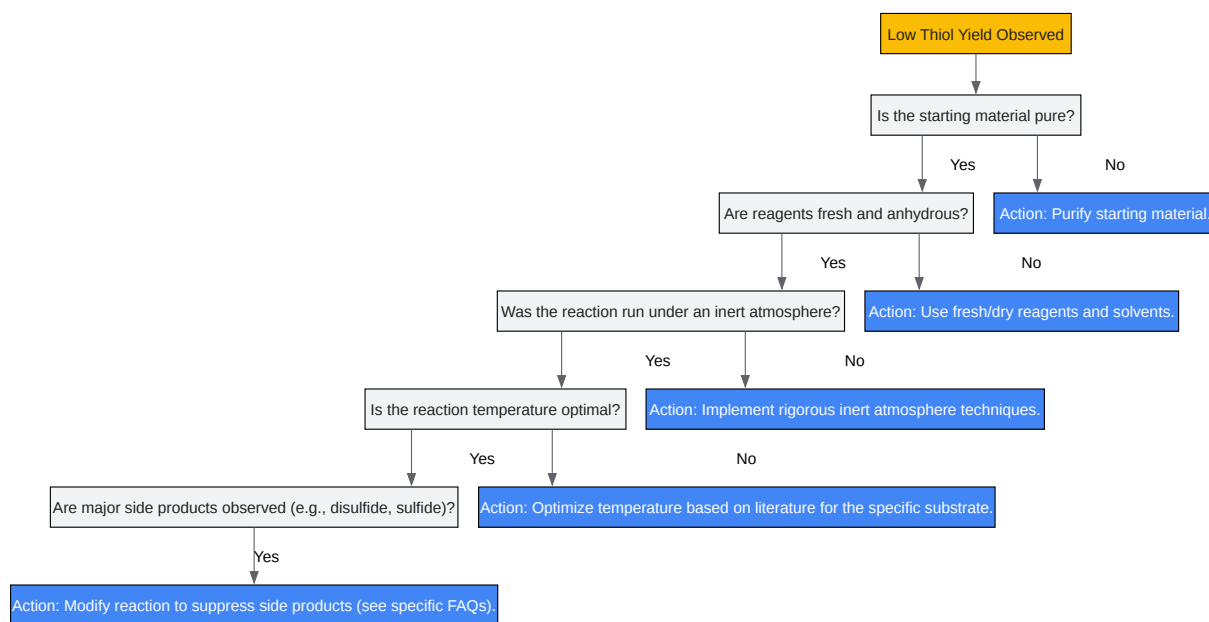 Low Thiol Yield Observed
Is the starting material pure?
Yes
No
Are reagents fresh and anhydrous?
Action: Purify starting material.
Yes
No
Was the reaction run under an inert atmosphere?
Action: Use fresh/dry reagents and solvents.
Yes
No
Is the reaction temperature optimal?
Action: Implement rigorous inert atmosphere techniques.
Yes
No
Are major side products observed (e.g., disulfide, sulfide)?
Action: Optimize temperature based on literature for the specific substrate.
Yes
Action: Modify reaction to suppress side products (see specific FAQs).